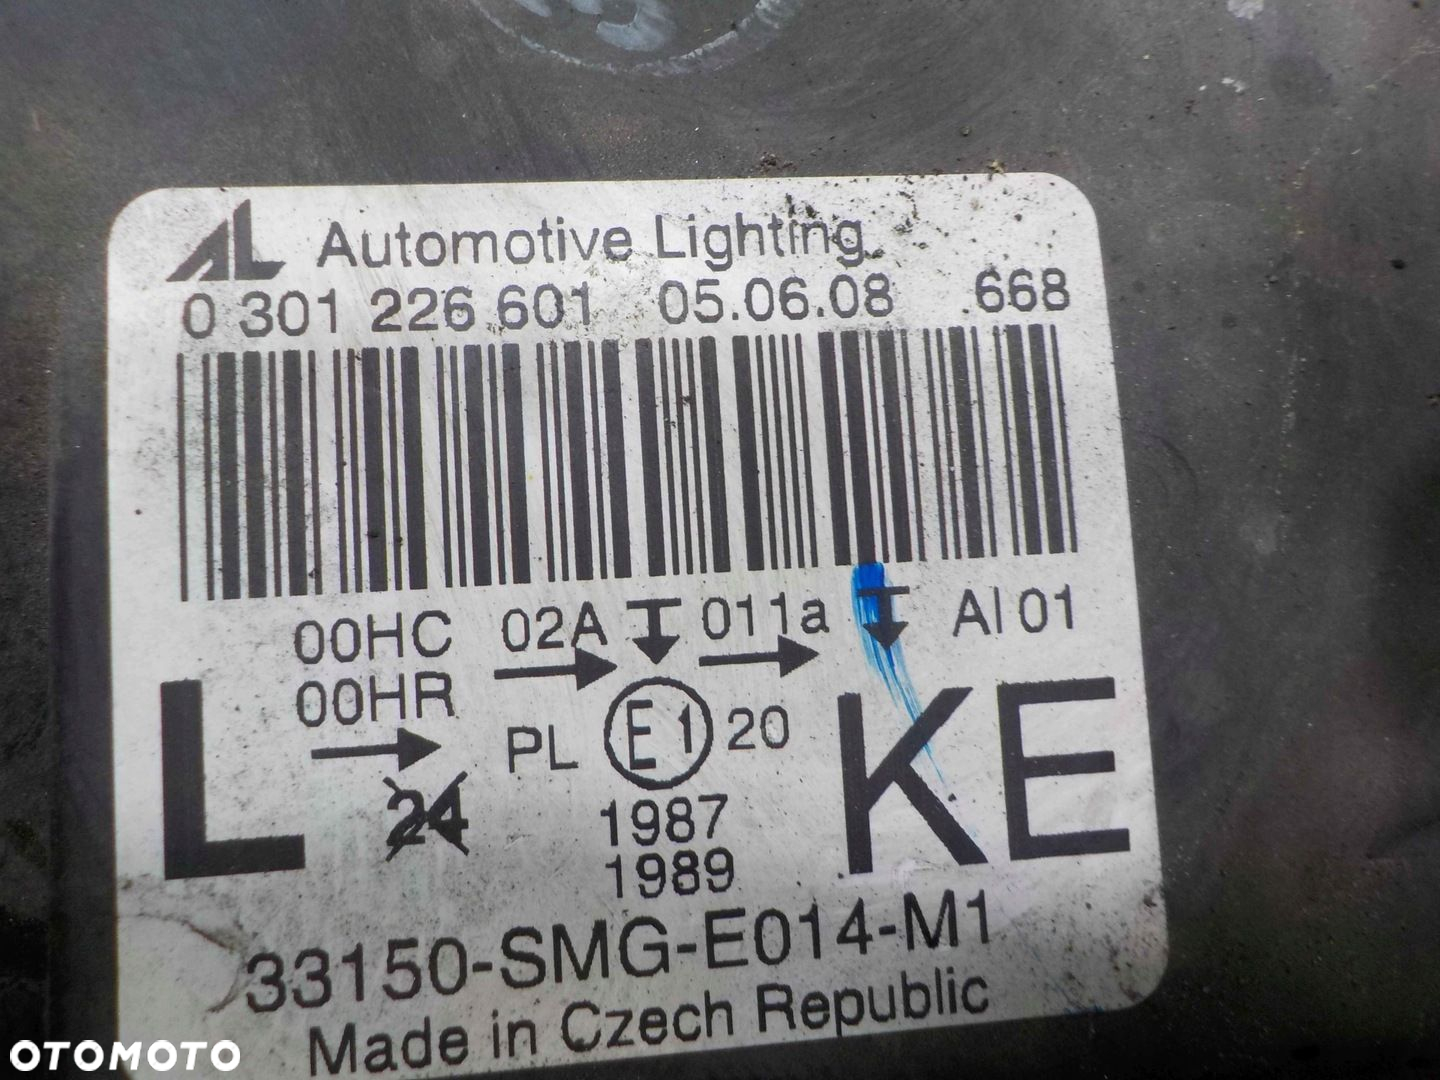 AL Automotive Lighting
0 301 226 601 05.06.08 668
00HC 02A 011a AI 01
00HR
L PL E1 20 KE
24 1987
1989
33150-SMG-E014-M1
Made in Czech Republic
OTOMOTO